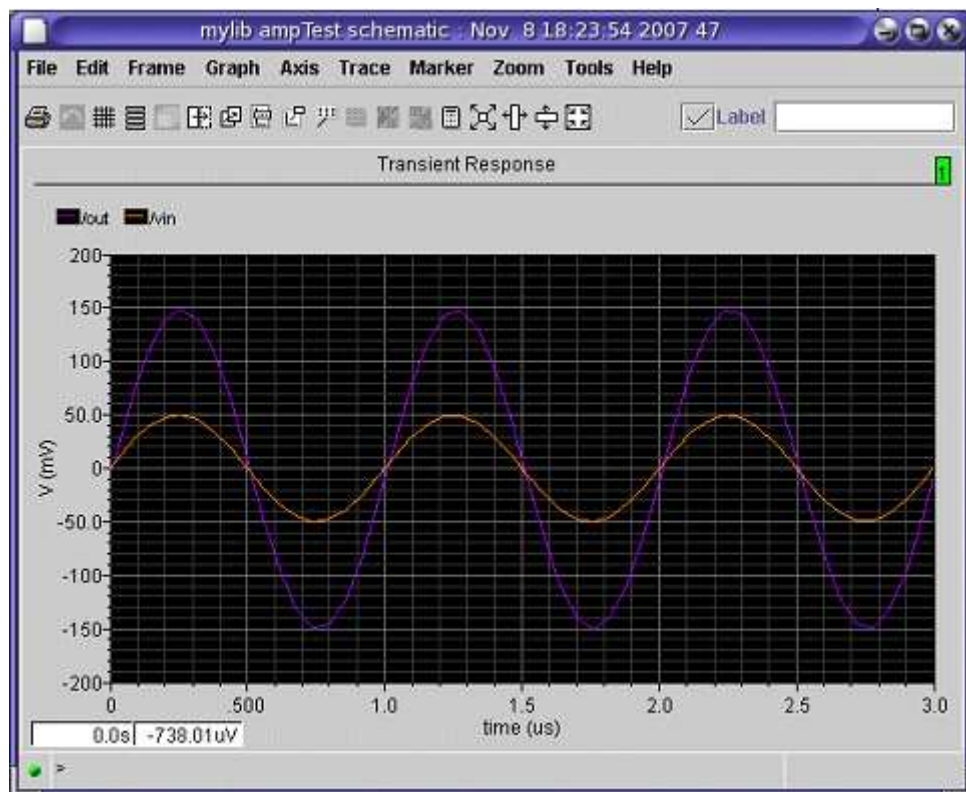 mylib ampTest schematic : Nov 8 18:23:54 2007 47
File Edit Frame Graph Axis Trace Marker Zoom Tools Help
Label
Transient Response
1
/out /vin
200
150
100
50.0
0
-50.0
-100
-150
-200
V (mV)
0 .500 1.0 1.5 2.0 2.5 3.0
time (us)
0.0s -738.01uV
>